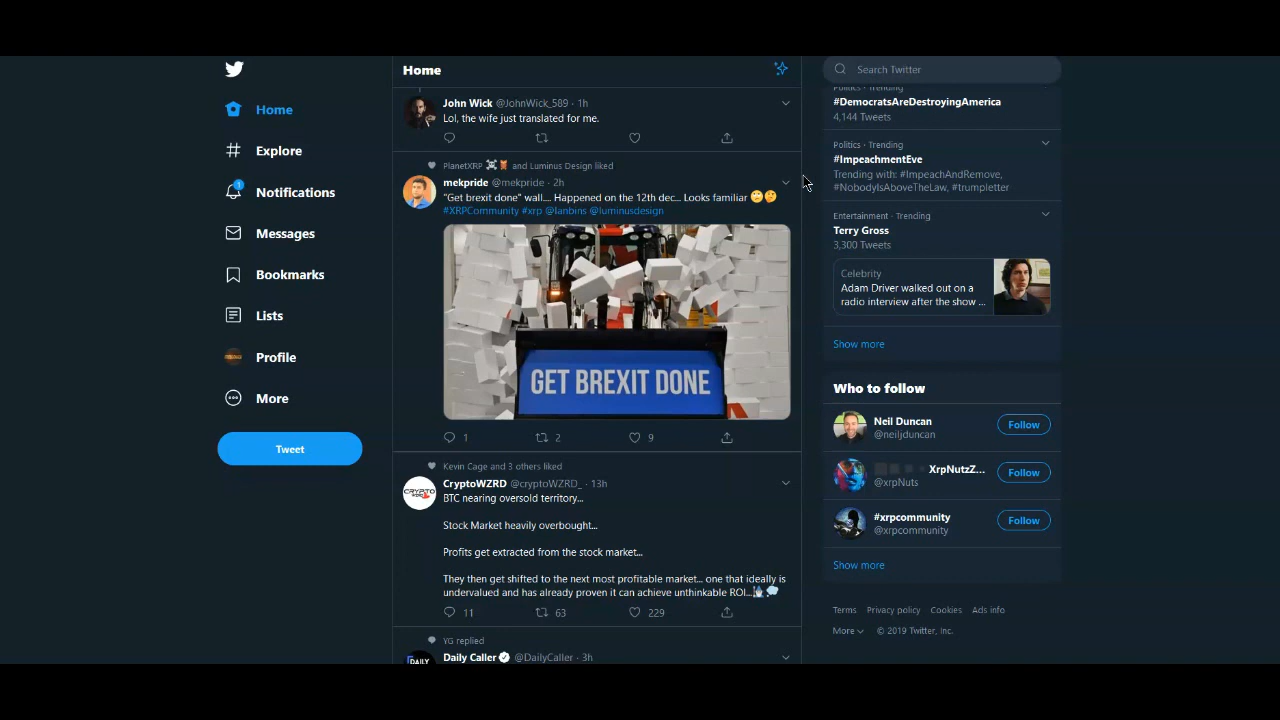 Home
Explore
Notifications
1
Messages
Bookmarks
Lists
Profile
More
Tweet
Home
John Wick @JohnWick_589 · 1h
Lol, the wife just translated for me.
PlanetXRP and Luminus Design liked
mekpride @mekpride · 2h
"Get brexit done" wall.... Happened on the 12th dec... Looks familiar
#XRPCommunity #xrp @lanbins @luminusdesign
GET BREXIT DONE
1 2 9
Kevin Cage and 3 others liked
CRYPTO
CryptoWZRD @cryptoWZRD_ · 13h
BTC nearing oversold territory...
Stock Market heavily overbought...
Profits get extracted from the stock market...
They then get shifted to the next most profitable market... one that ideally is
undervalued and has already proven it can achieve unthinkable ROI...
11 63 229
YG replied
DAILY
Daily Caller @DailyCaller · 3h
Search Twitter
Politics · Trending
#DemocratsAreDestroyingAmerica
4,144 Tweets
Politics · Trending
#ImpeachmentEve
Trending with: #ImpeachAndRemove,
#NobodyIsAboveTheLaw, #trumpletter
Entertainment · Trending
Terry Gross
3,300 Tweets
Celebrity
Adam Driver walked out on a
radio interview after the show ...
Show more
Who to follow
Neil Duncan
@neiljduncan
Follow
XrpNutzZ...
@xrpNuts
Follow
#xrpcommunity
@xrpcommunity
Follow
Show more
Terms Privacy policy Cookies Ads info
More © 2019 Twitter, Inc.